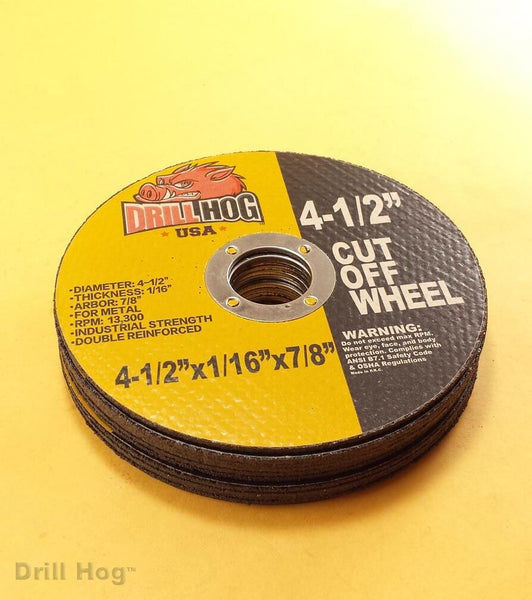 DRILL HOG™
★ USA ★
•DIAMETER: 4-1/2"
•THICKNESS: 1/16"
•ARBOR: 7/8"
•FOR METAL
•RPM: 13,300
•INDUSTRIAL STRENGTH
•DOUBLE REINFORCED
4-1/2"x1/16"x7/8"
4-1/2"
CUT
OFF
WHEEL
WARNING:
Do not exceed max RPM.
Wear eye, face, and body
protection. Complies with
ANSI B7.1 Safety Code
& OSHA Regulations
Made in P.R.C.
Drill Hog™